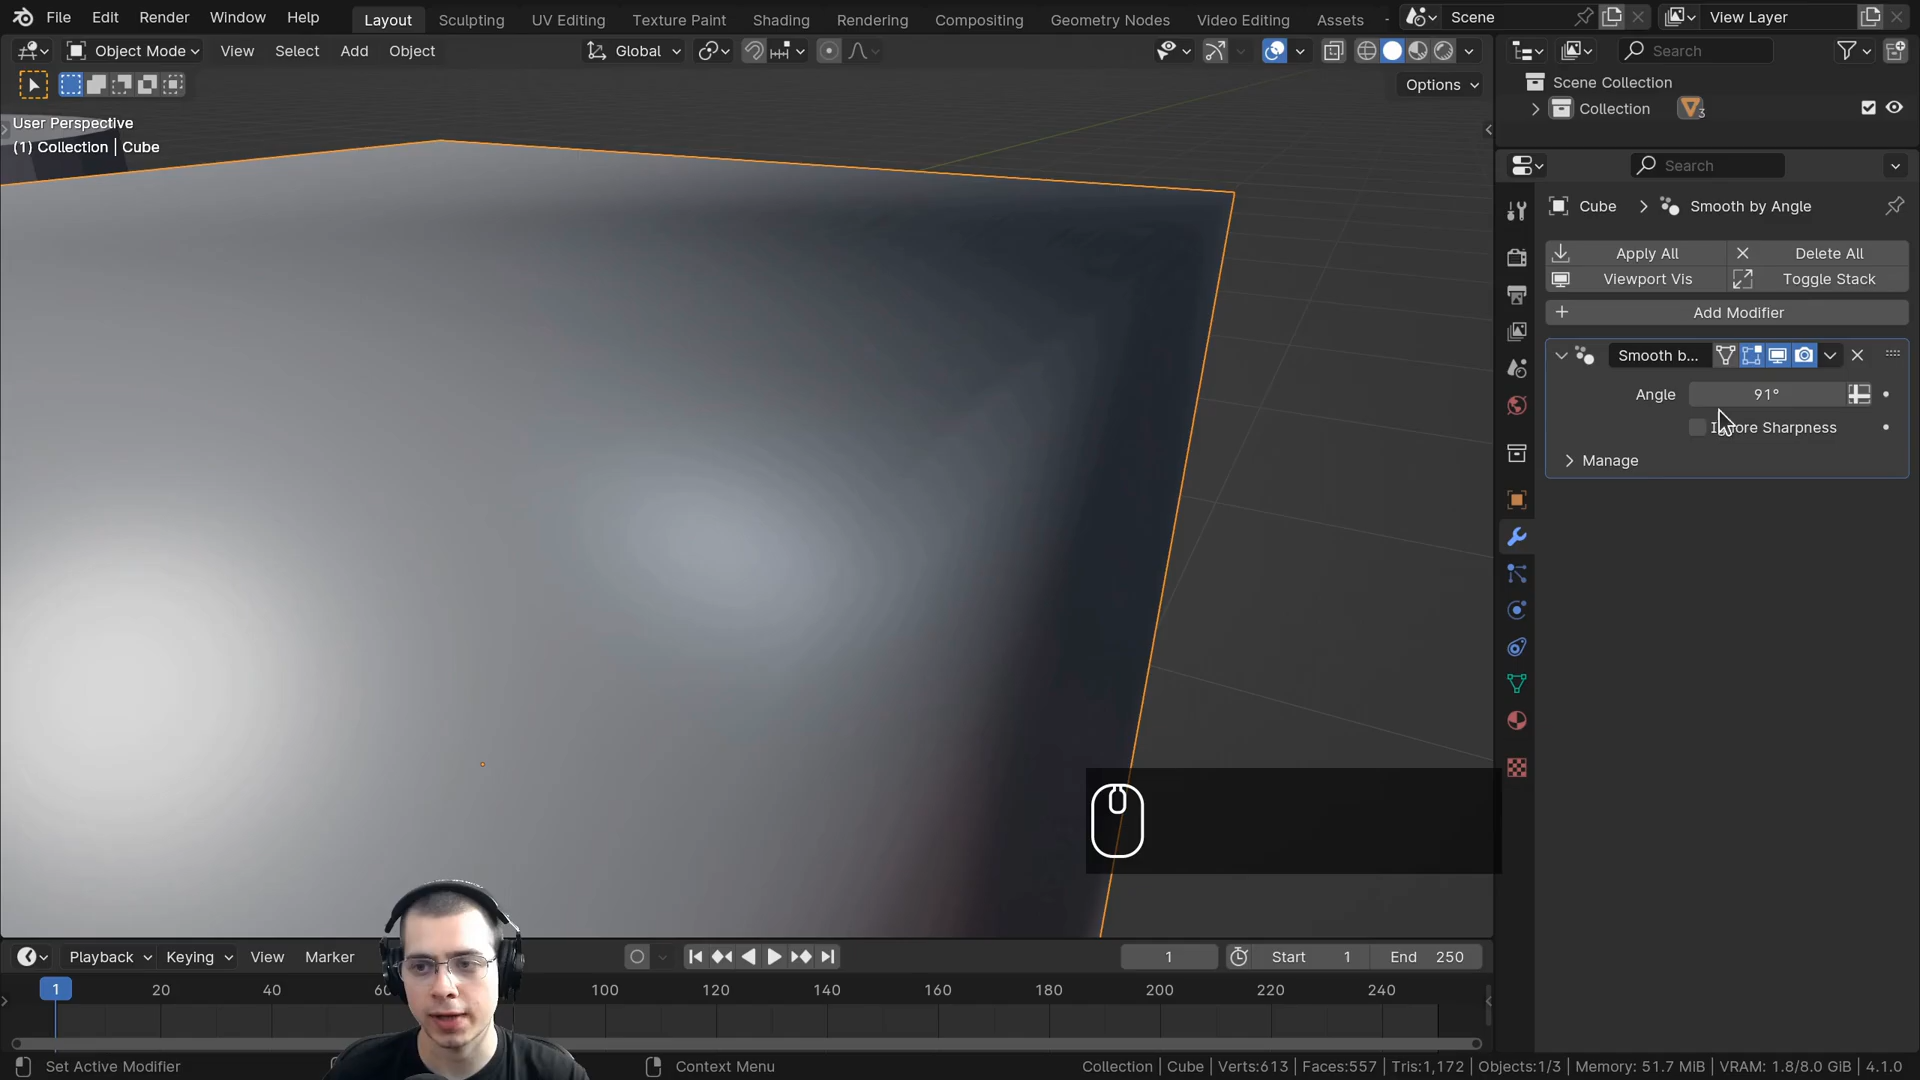 File Edit Render Window Help Layout Sculpting UV Editing Texture Paint Shading Rendering Compositing Geometry Nodes Video Editing Assets Scene View Layer
Object Mode View Select Add Object Global Search
Options
Scene Collection
Collection 3
User Perspective
(1) Collection | Cube
Search
Cube > Smooth by Angle
Apply All Delete All
Viewport Vis Toggle Stack
Add Modifier
Smooth b...
Angle 91°
Ignore Sharpness
Manage
Playback Keying View Marker 1 Start 1 End 250
1 20 40 100 120 140 160 180 200 220 240
Set Active Modifier Context Menu Collection | Cube | Verts:613 | Faces:557 | Tris:1,172 | Objects:1/3 | Memory: 51.7 MiB | VRAM: 1.8/8.0 GiB | 4.1.0